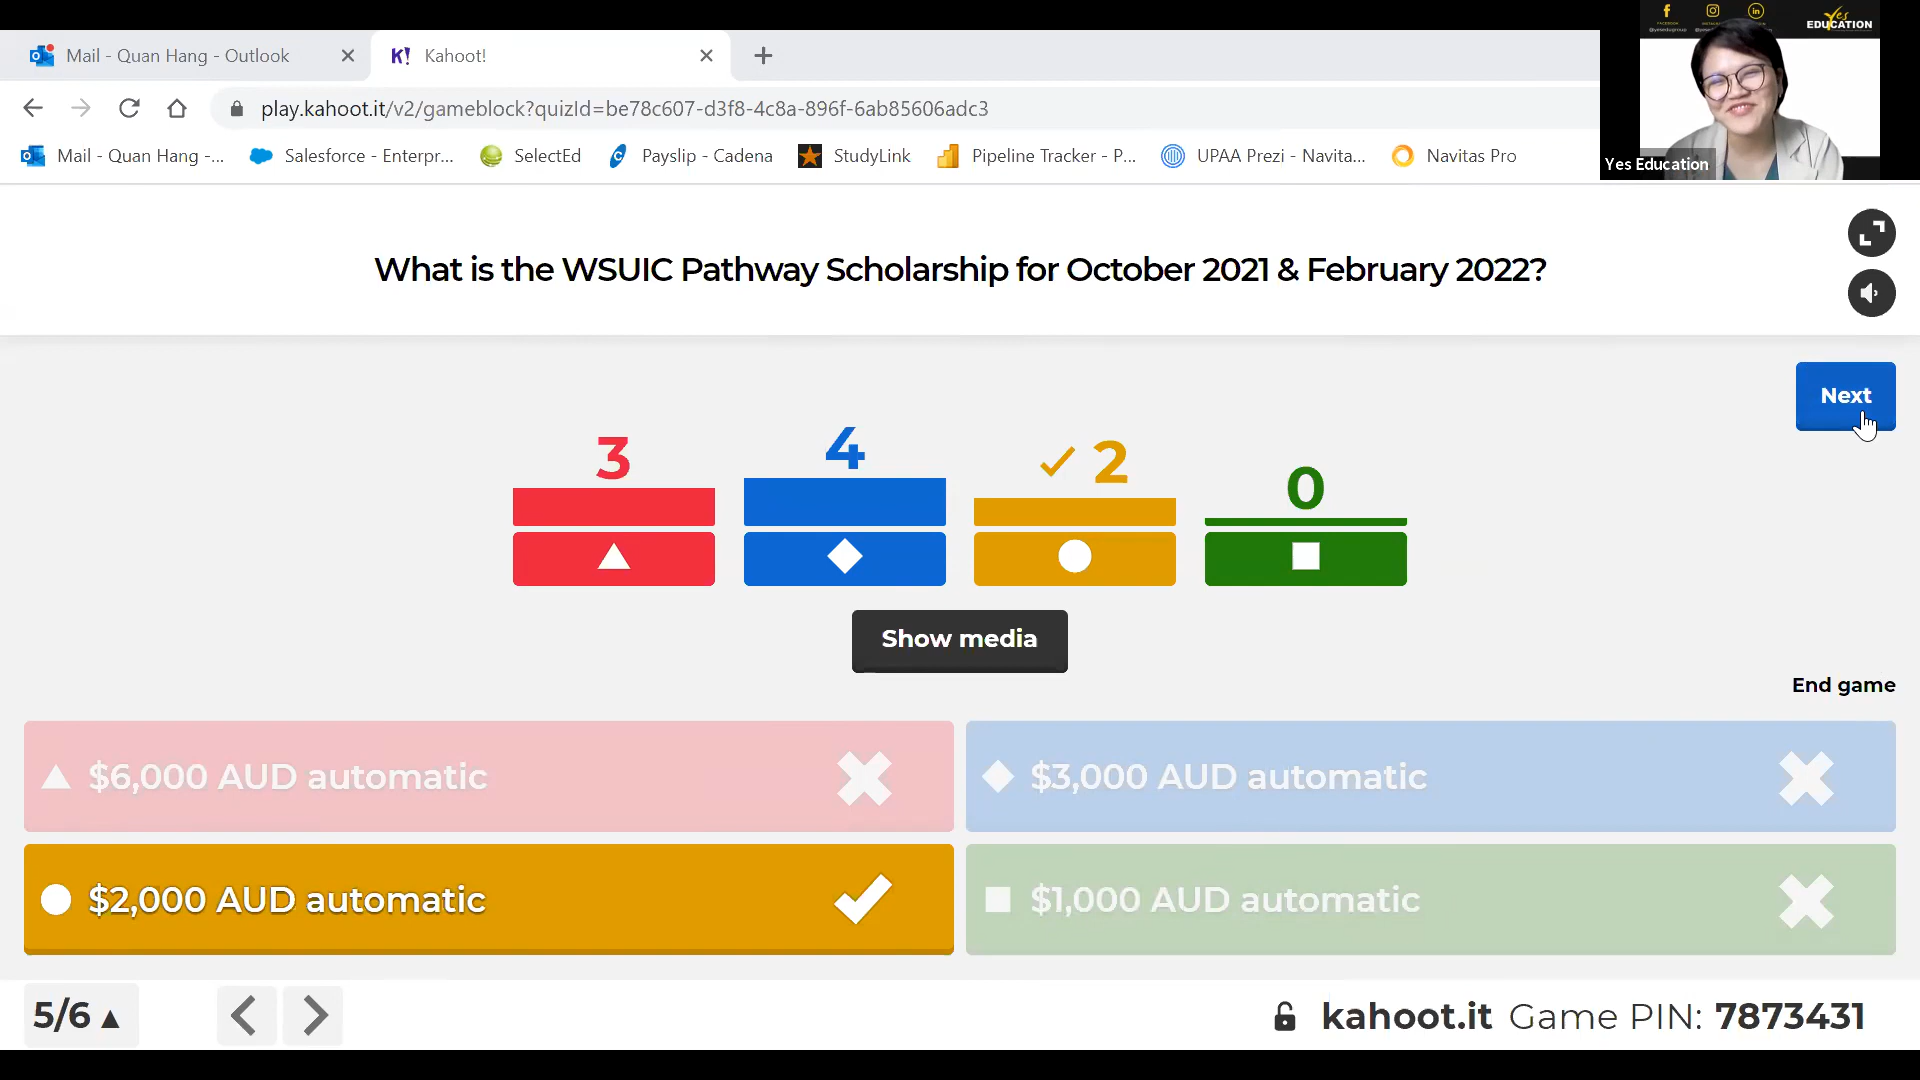 Mail - Quan Hang - Outlook
Kahoot!
play.kahoot.it/v2/gameblock?quizId=be78c607-d3f8-4c8a-896f-6ab85606adc3
Mail - Quan Hang -...
Salesforce - Enterpr...
SelectEd
Payslip - Cadena
StudyLink
Pipeline Tracker - P...
UPAA Prezi - Navita...
Navitas Pro
Yes
EDUCATION
Yes Education
What is the WSUIC Pathway Scholarship for October 2021 & February 2022?
Next
3
4
2
0
Show media
End game
$6,000 AUD automatic
$3,000 AUD automatic
$2,000 AUD automatic
$1,000 AUD automatic
5/6
kahoot.it Game PIN: 7873431